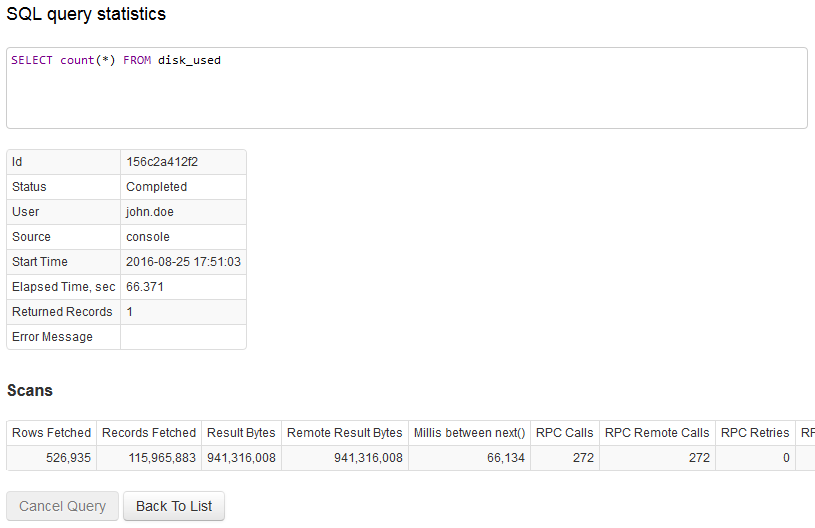 SQL query statistics
SELECT count(*) FROM disk_used
Id 156c2a412f2
Status Completed
User john.doe
Source console
Start Time 2016-08-25 17:51:03
Elapsed Time, sec 66.371
Returned Records 1
Error Message
Scans
Rows Fetched Records Fetched Result Bytes Remote Result Bytes Millis between next() RPC Calls RPC Remote Calls RPC Retries
526,935 115,965,883 941,316,008 941,316,008 66,134 272 272 0
Cancel Query Back To List